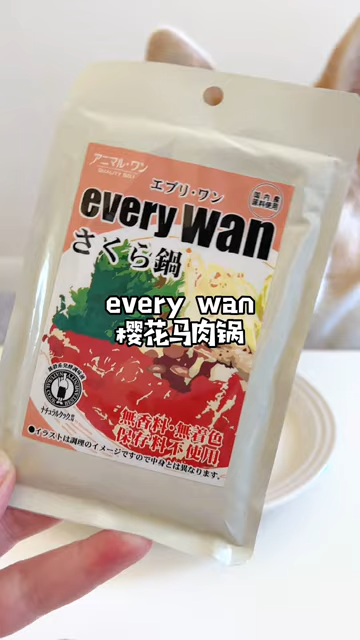 アニマル・ワン
エブリ・ワン
国内産
原料使用
every wan
さくら鍋
every wan
樱花马肉锅
ナチュラルタック製
無香料・無着色
保存料不使用
●イラストは調理のイメージですので中身とは異なります。